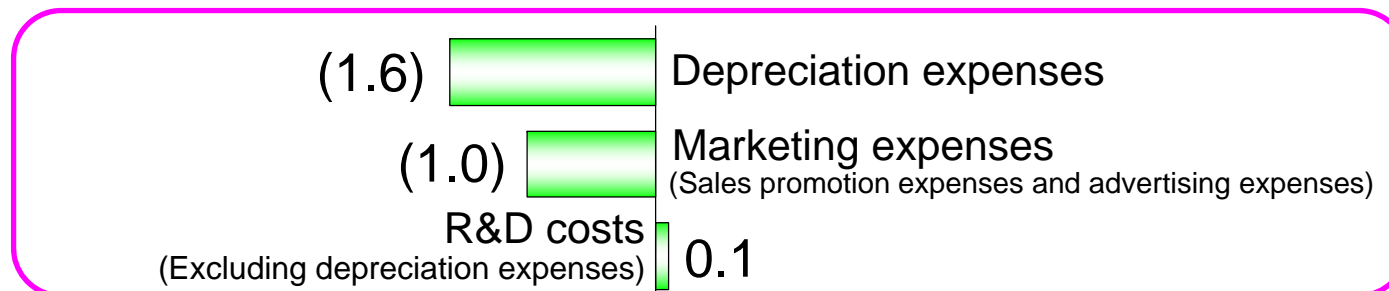 (1.6) Depreciation expenses
(1.0) Marketing expenses
(Sales promotion expenses and advertising expenses)
R&D costs
(Excluding depreciation expenses) 0.1